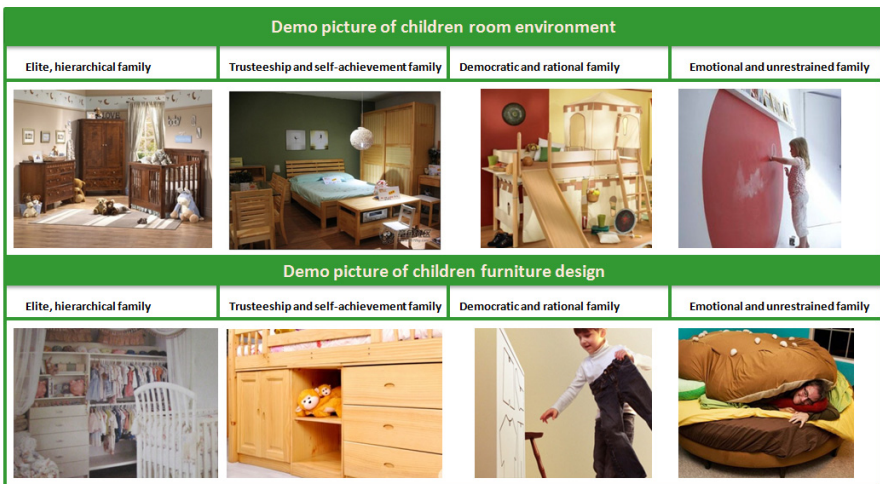 Demo picture of children room environment
Elite, hierarchical family
Trusteeship and self-achievement family
Democratic and rational family
Emotional and unrestrained family
Demo picture of children furniture design
Elite, hierarchical family
Trusteeship and self-achievement family
Democratic and rational family
Emotional and unrestrained family